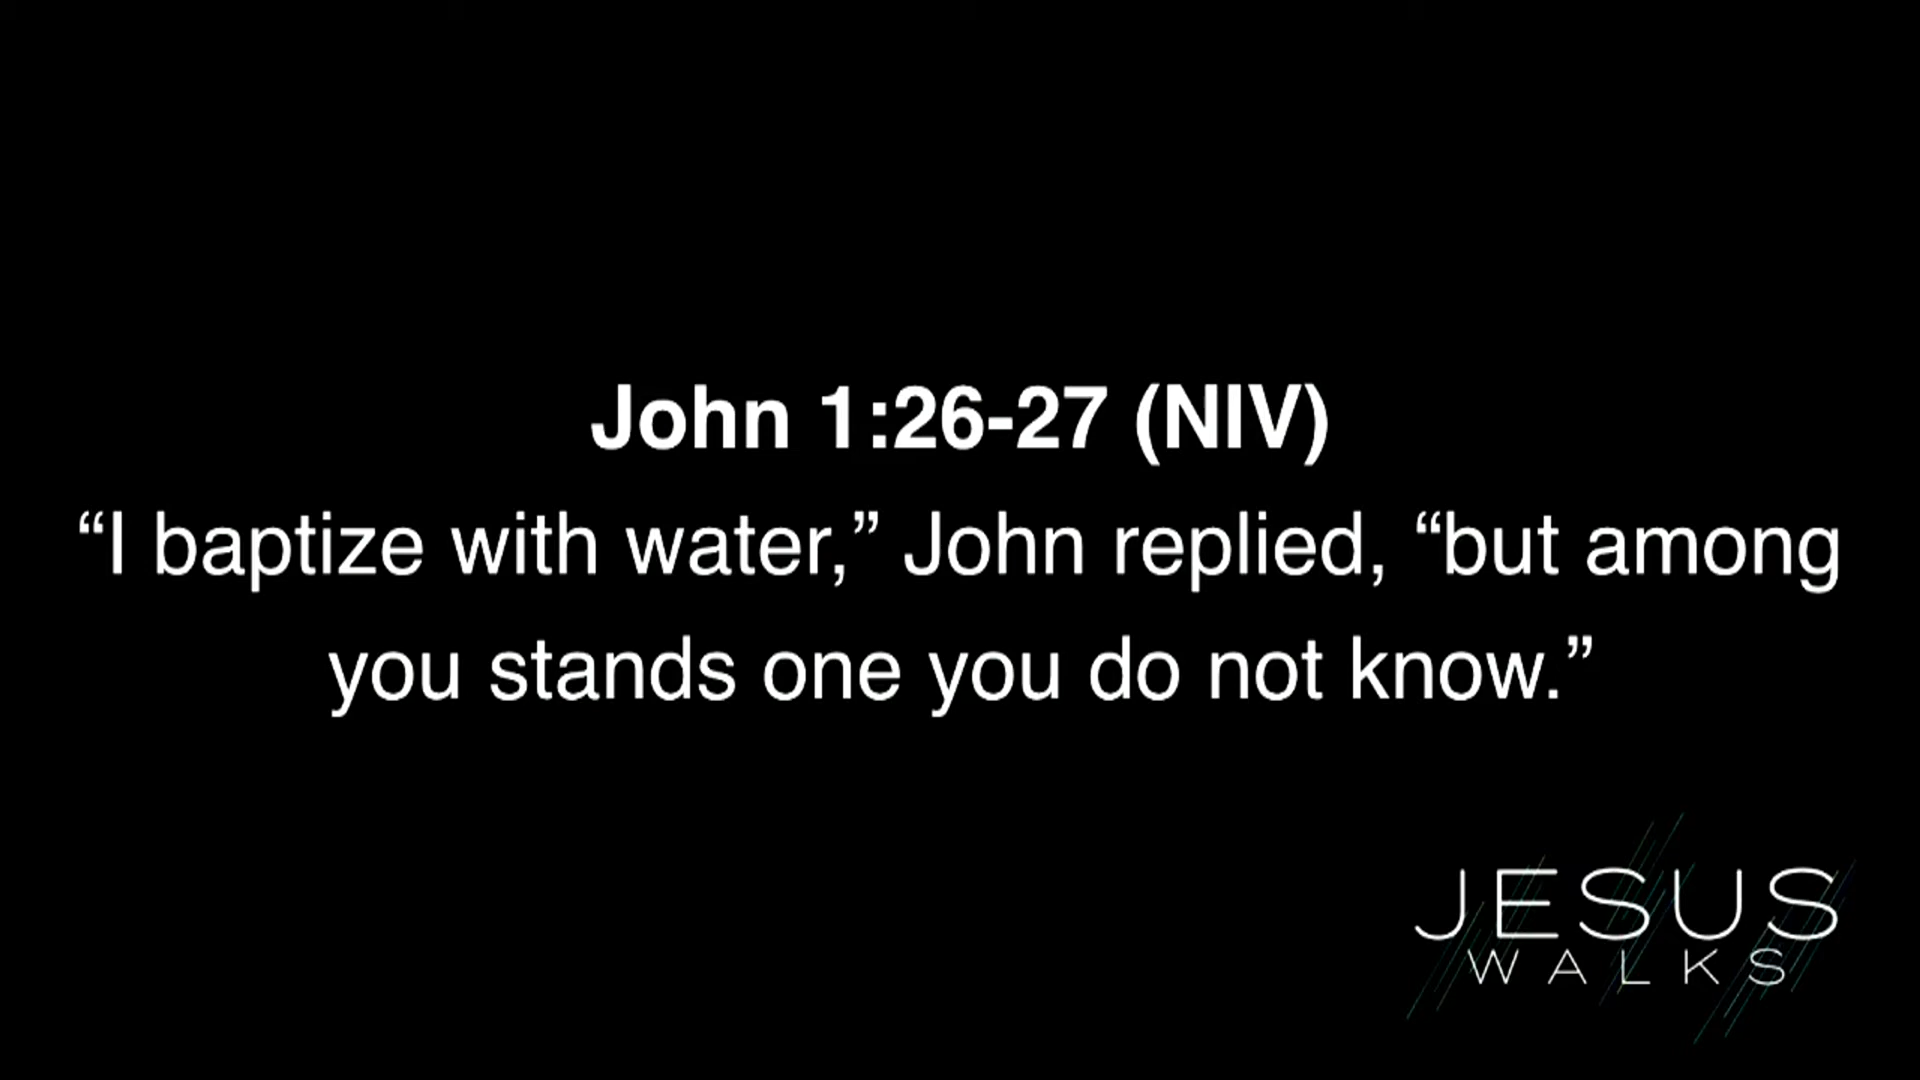 John 1:26-27 (NIV)
“I baptize with water,” John replied, “but among
you stands one you do not know.”
JESUS
WALKS